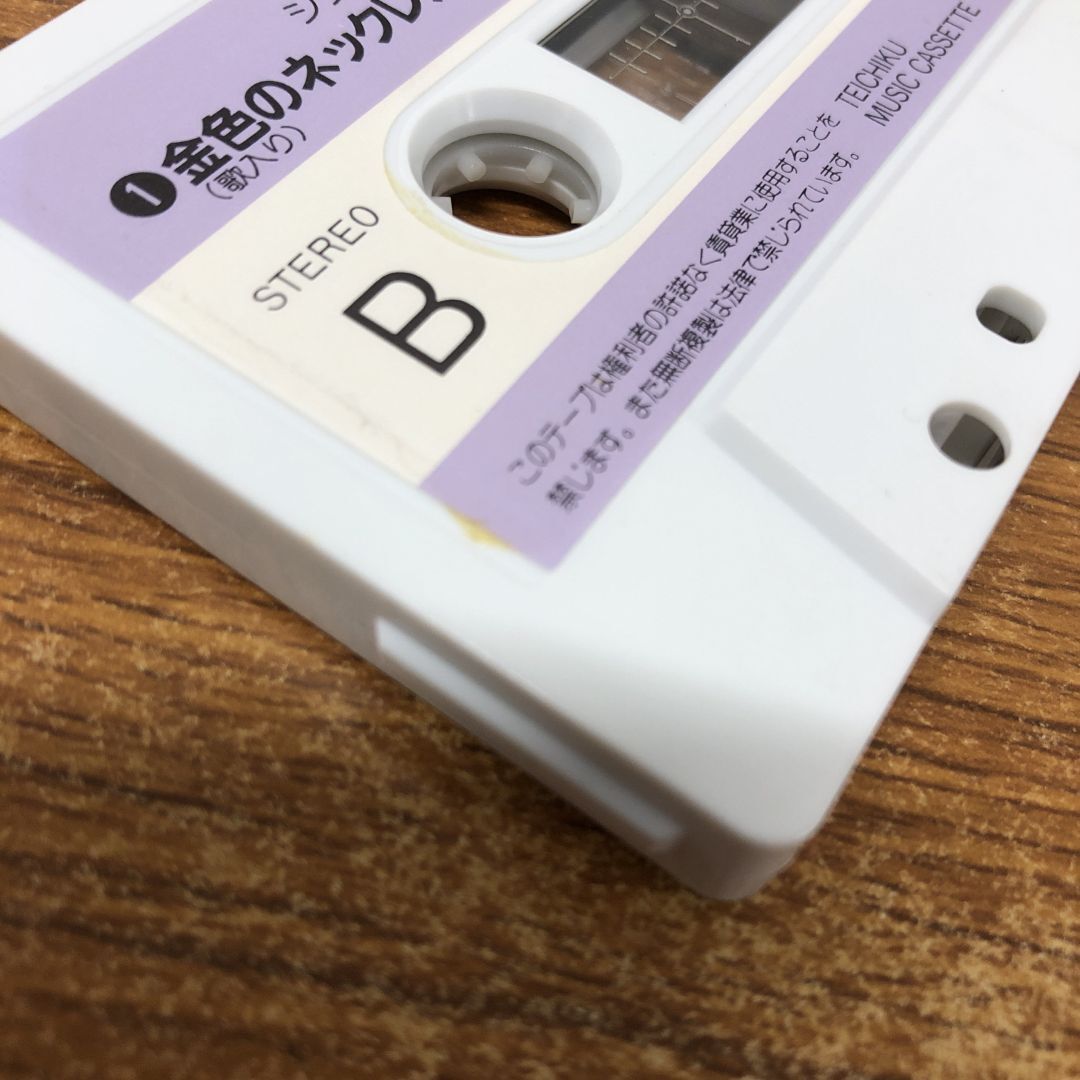 ❶金色のネックレ
(歌入り)
STEREO
B
このテープは権利者の許諾なく賃貸業に使用することを
禁じます。また無断複製は法律で禁じられています。
TEICHIKU
MUSIC CASSETTE